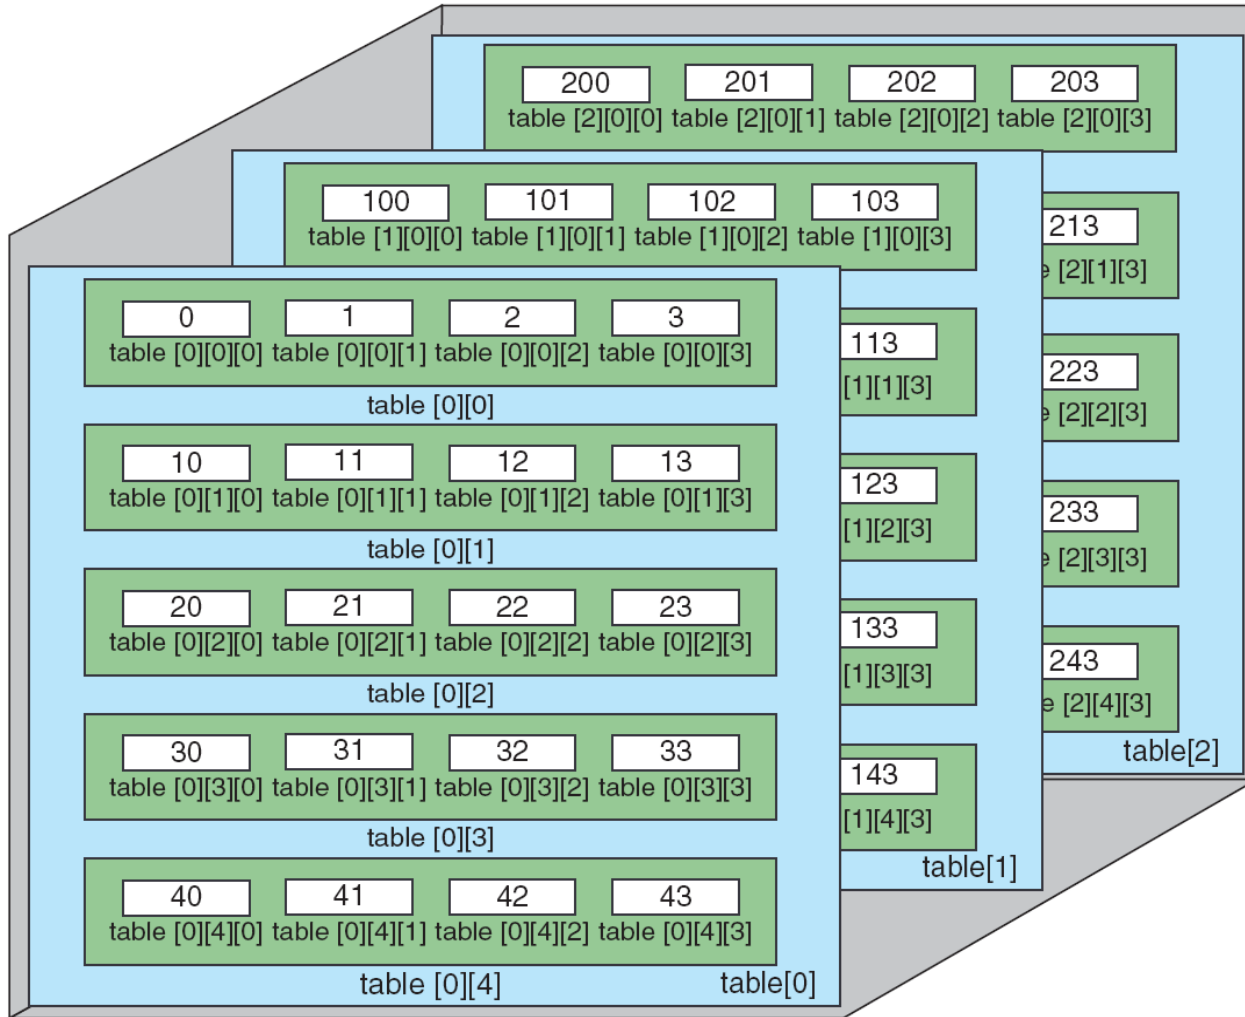 200 201 202 203
table [2][0][0] table [2][0][1] table [2][0][2] table [2][0][3]
100 101 102 103
table [1][0][0] table [1][0][1] table [1][0][2] table [1][0][3]
213
[2][1][3]
0 1 2 3
table [0][0][0] table [0][0][1] table [0][0][2] table [0][0][3]
table [0][0]
113
[1][1][3]
223
[2][2][3]
10 11 12 13
table [0][1][0] table [0][1][1] table [0][1][2] table [0][1][3]
table [0][1]
123
[1][2][3]
233
[2][3][3]
20 21 22 23
table [0][2][0] table [0][2][1] table [0][2][2] table [0][2][3]
table [0][2]
133
[1][3][3]
243
[2][4][3]
table[2]
30 31 32 33
table [0][3][0] table [0][3][1] table [0][3][2] table [0][3][3]
table [0][3]
143
[1][4][3]
table[1]
40 41 42 43
table [0][4][0] table [0][4][1] table [0][4][2] table [0][4][3]
table [0][4]
table[0]